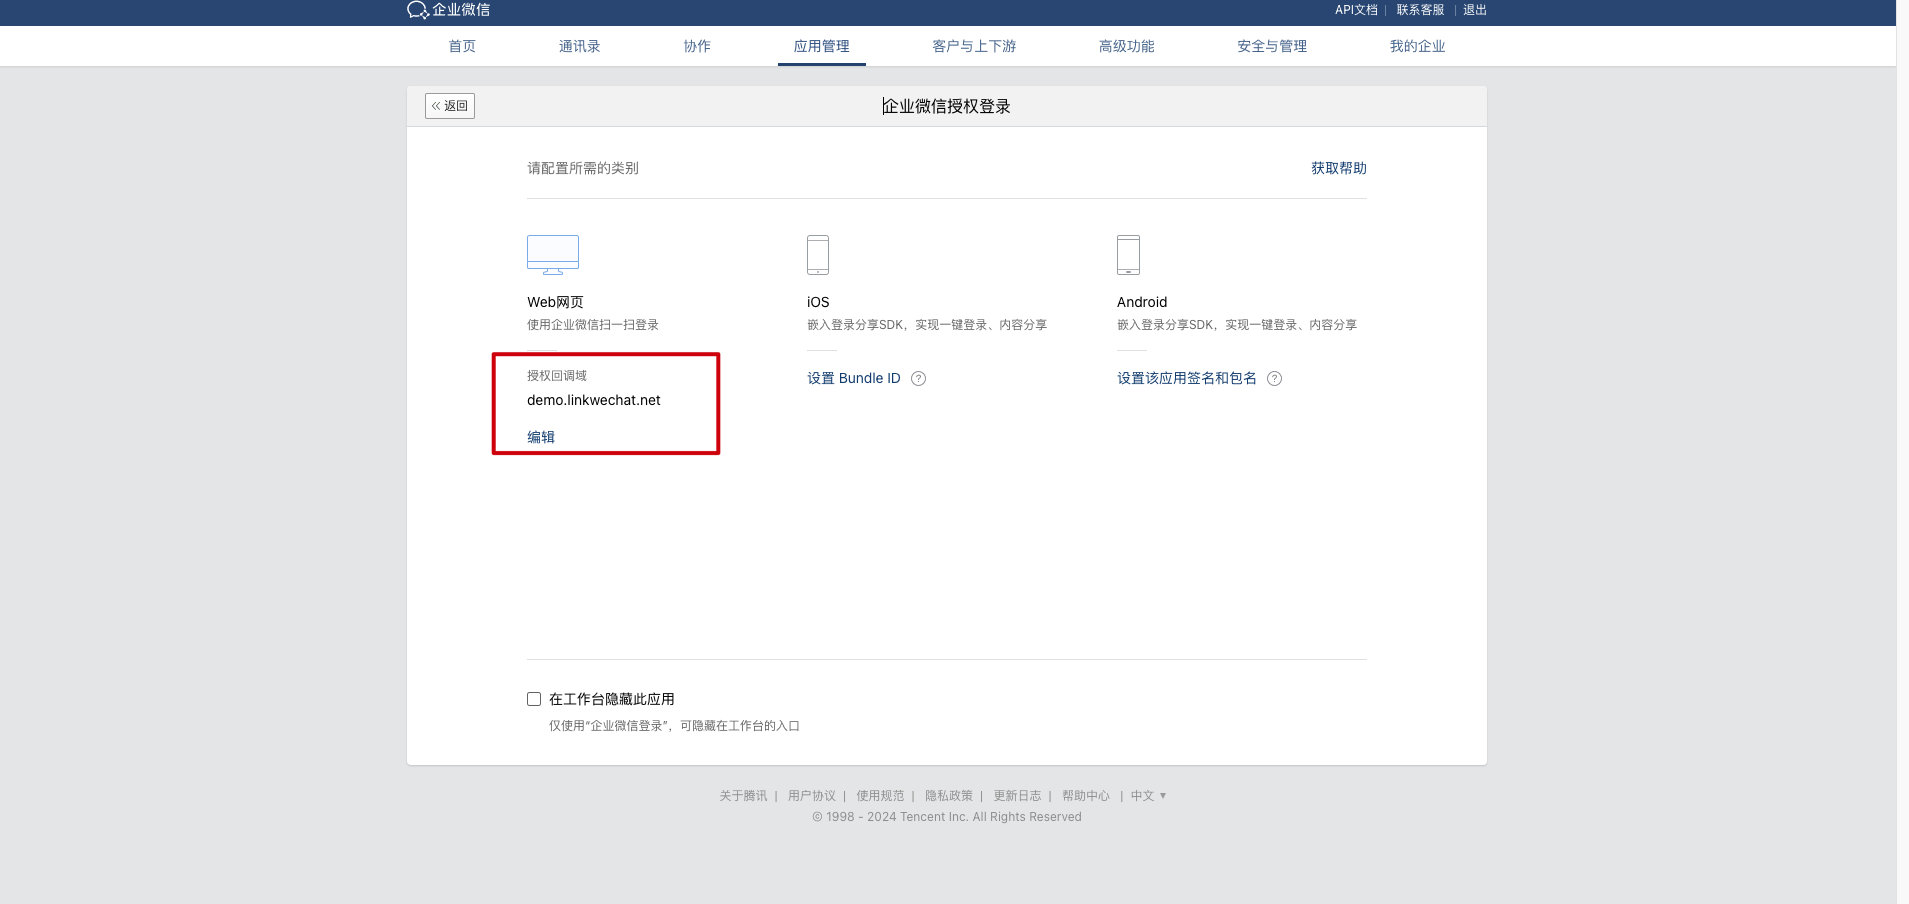 企业微信
API文档 | 联系客服 | 退出
首页 通讯录 协作 应用管理 客户与上下游 高级功能 安全与管理 我的企业
« 返回
企业微信授权登录
请配置所需的类别
获取帮助
Web网页
使用企业微信扫一扫登录
授权回调域
demo.linkwechat.net
编辑
iOS
嵌入登录分享SDK，实现一键登录、内容分享
设置 Bundle ID ?
Android
嵌入登录分享SDK，实现一键登录、内容分享
设置该应用签名和包名 ?
在工作台隐藏此应用
仅使用“企业微信登录”，可隐藏在工作台的入口
关于腾讯 | 用户协议 | 使用规范 | 隐私政策 | 更新日志 | 帮助中心 | 中文 ▼
© 1998 - 2024 Tencent Inc. All Rights Reserved